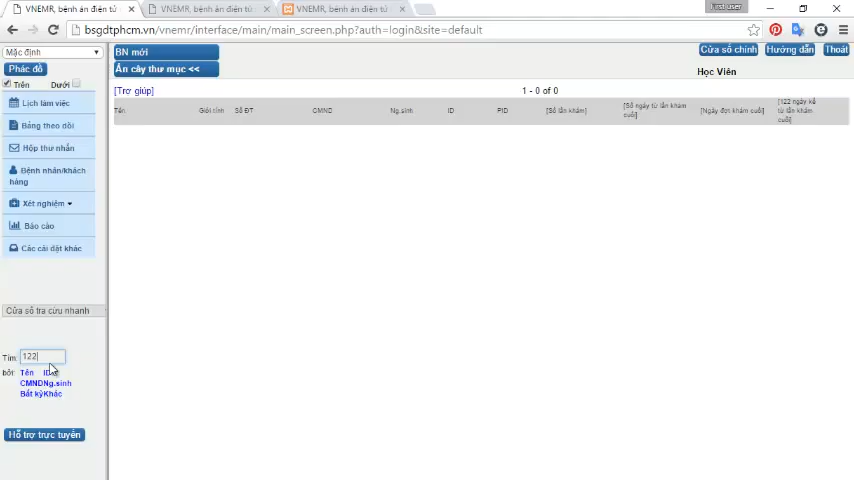 VNEMR, bệnh án điện tử
VNEMR, bệnh án điện tử
VNEMR, bệnh án điện tử
First user
bsgdtphcm.vn/vnemr/interface/main/main_screen.php?auth=login&site=default
Mặc định
Phác đồ
Trên Dưới
Lịch làm việc
Bảng theo dõi
Hộp thư nhắn
Bệnh nhân/khách
hàng
Xét nghiệm
Báo cáo
Các cài đặt khác
Cửa sổ tra cứu nhanh
Tìm: 122
bởi: Tên ID
CMND Ng.sinh
Bất kỳ Khác
Hỗ trợ trực tuyến
BN mới
Ẩn cây thư mục <<
Cửa sổ chính Hướng dẫn Thoát
Học Viên
[Trợ giúp] 1 - 0 of 0
Tên Giới tính Số ĐT CMND Ng.sinh ID PID [Số lần khám] [Số ngày từ lần khám cuối] [Ngày đợt khám cuối] [122 ngày kể từ lần khám cuối]